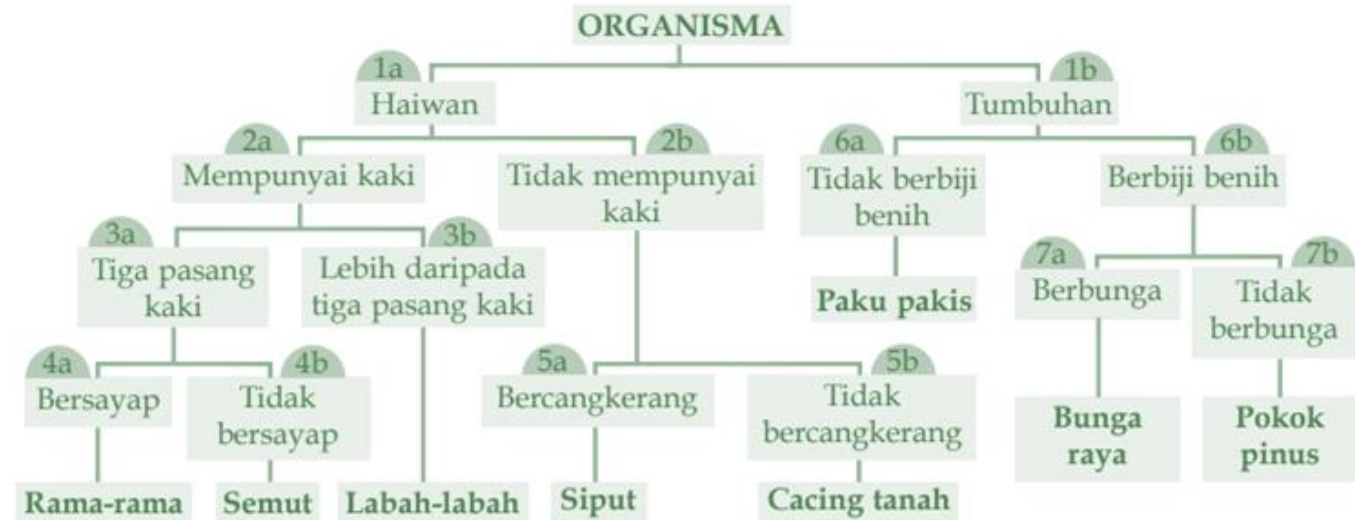 ORGANISMA
1a
Haiwan
1b
Tumbuhan
2a
Mempunyai kaki
2b
Tidak mempunyai
kaki
6a
Tidak berbiji
benih
6b
Berbiji benih
3a
Tiga pasang
kaki
3b
Lebih daripada
tiga pasang kaki
Paku pakis
7a
Berbunga
7b
Tidak
berbunga
4a
Bersayap
4b
Tidak
bersayap
5a
Bercangkerang
5b
Tidak
bercangkerang
Bunga
raya
Pokok
pinus
Rama-rama
Semut
Labah-labah
Siput
Cacing tanah